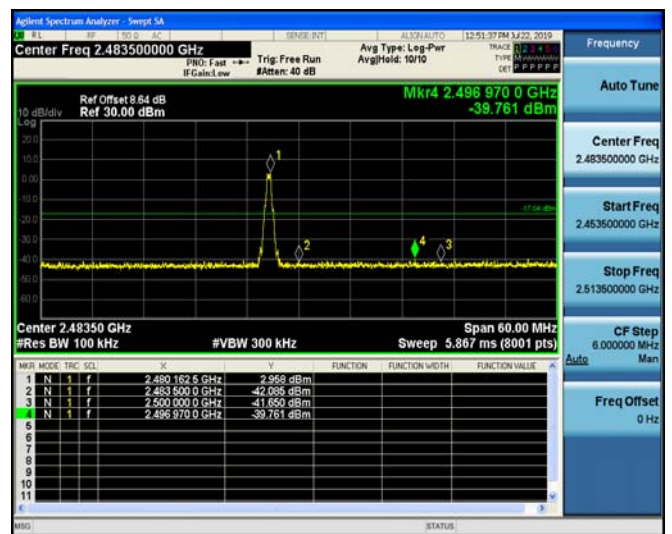 Agilent Spectrum Analyzer - Swept SA
RL RF 50 Ω AC SENSE:INT ALIGN AUTO 12:51:37 PM Jul 22, 2019
Center Freq 2.483500000 GHz
PNO: Fast
IFGain:Low
Trig: Free Run
#Atten: 40 dB
Avg Type: Log-Pwr
Avg|Hold: 10/10
TRACE 1 2 3 4 5 6
TYPE
DET P P P P P P
Ref Offset 8.64 dB
Ref 30.00 dBm
10 dB/div
Log
Mkr4 2.496 970 0 GHz
-39.761 dBm
20.0
10.0
0.00
-10.0
-20.0
-30.0
-40.0
-50.0
-60.0
1
2
4
3
-17.04 dBm
Center 2.48350 GHz
Span 60.00 MHz
#Res BW 100 kHz
#VBW 300 kHz
Sweep 5.867 ms (8001 pts)
MKR MODE TRC SCL X Y FUNCTION FUNCTION WIDTH FUNCTION VALUE
1 N 1 f 2.480 162 5 GHz 2.958 dBm
2 N 1 f 2.483 500 0 GHz -42.085 dBm
3 N 1 f 2.500 000 0 GHz -41.650 dBm
4 N 1 f 2.496 970 0 GHz -39.761 dBm
5
6
7
8
9
10
11
MSG
STATUS
Frequency
Auto Tune
Center Freq
2.483500000 GHz
Start Freq
2.453500000 GHz
Stop Freq
2.513500000 GHz
CF Step
6.000000 MHz
Auto Man
Freq Offset
0 Hz